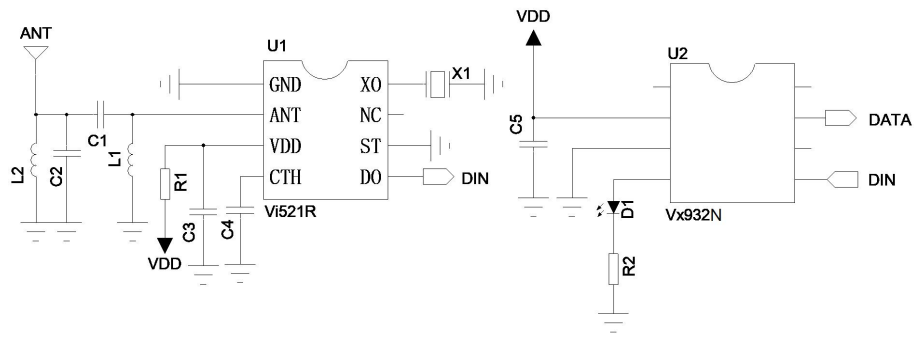 ANT
U1
GND
XO
X1
ANT
NC
VDD
ST
CTH
DO
DIN
Vi521R
C1
L2
C2
L1
R1
VDD
C3
C4
VDD
C5
U2
DATA
DIN
Vx932N
D1
R2